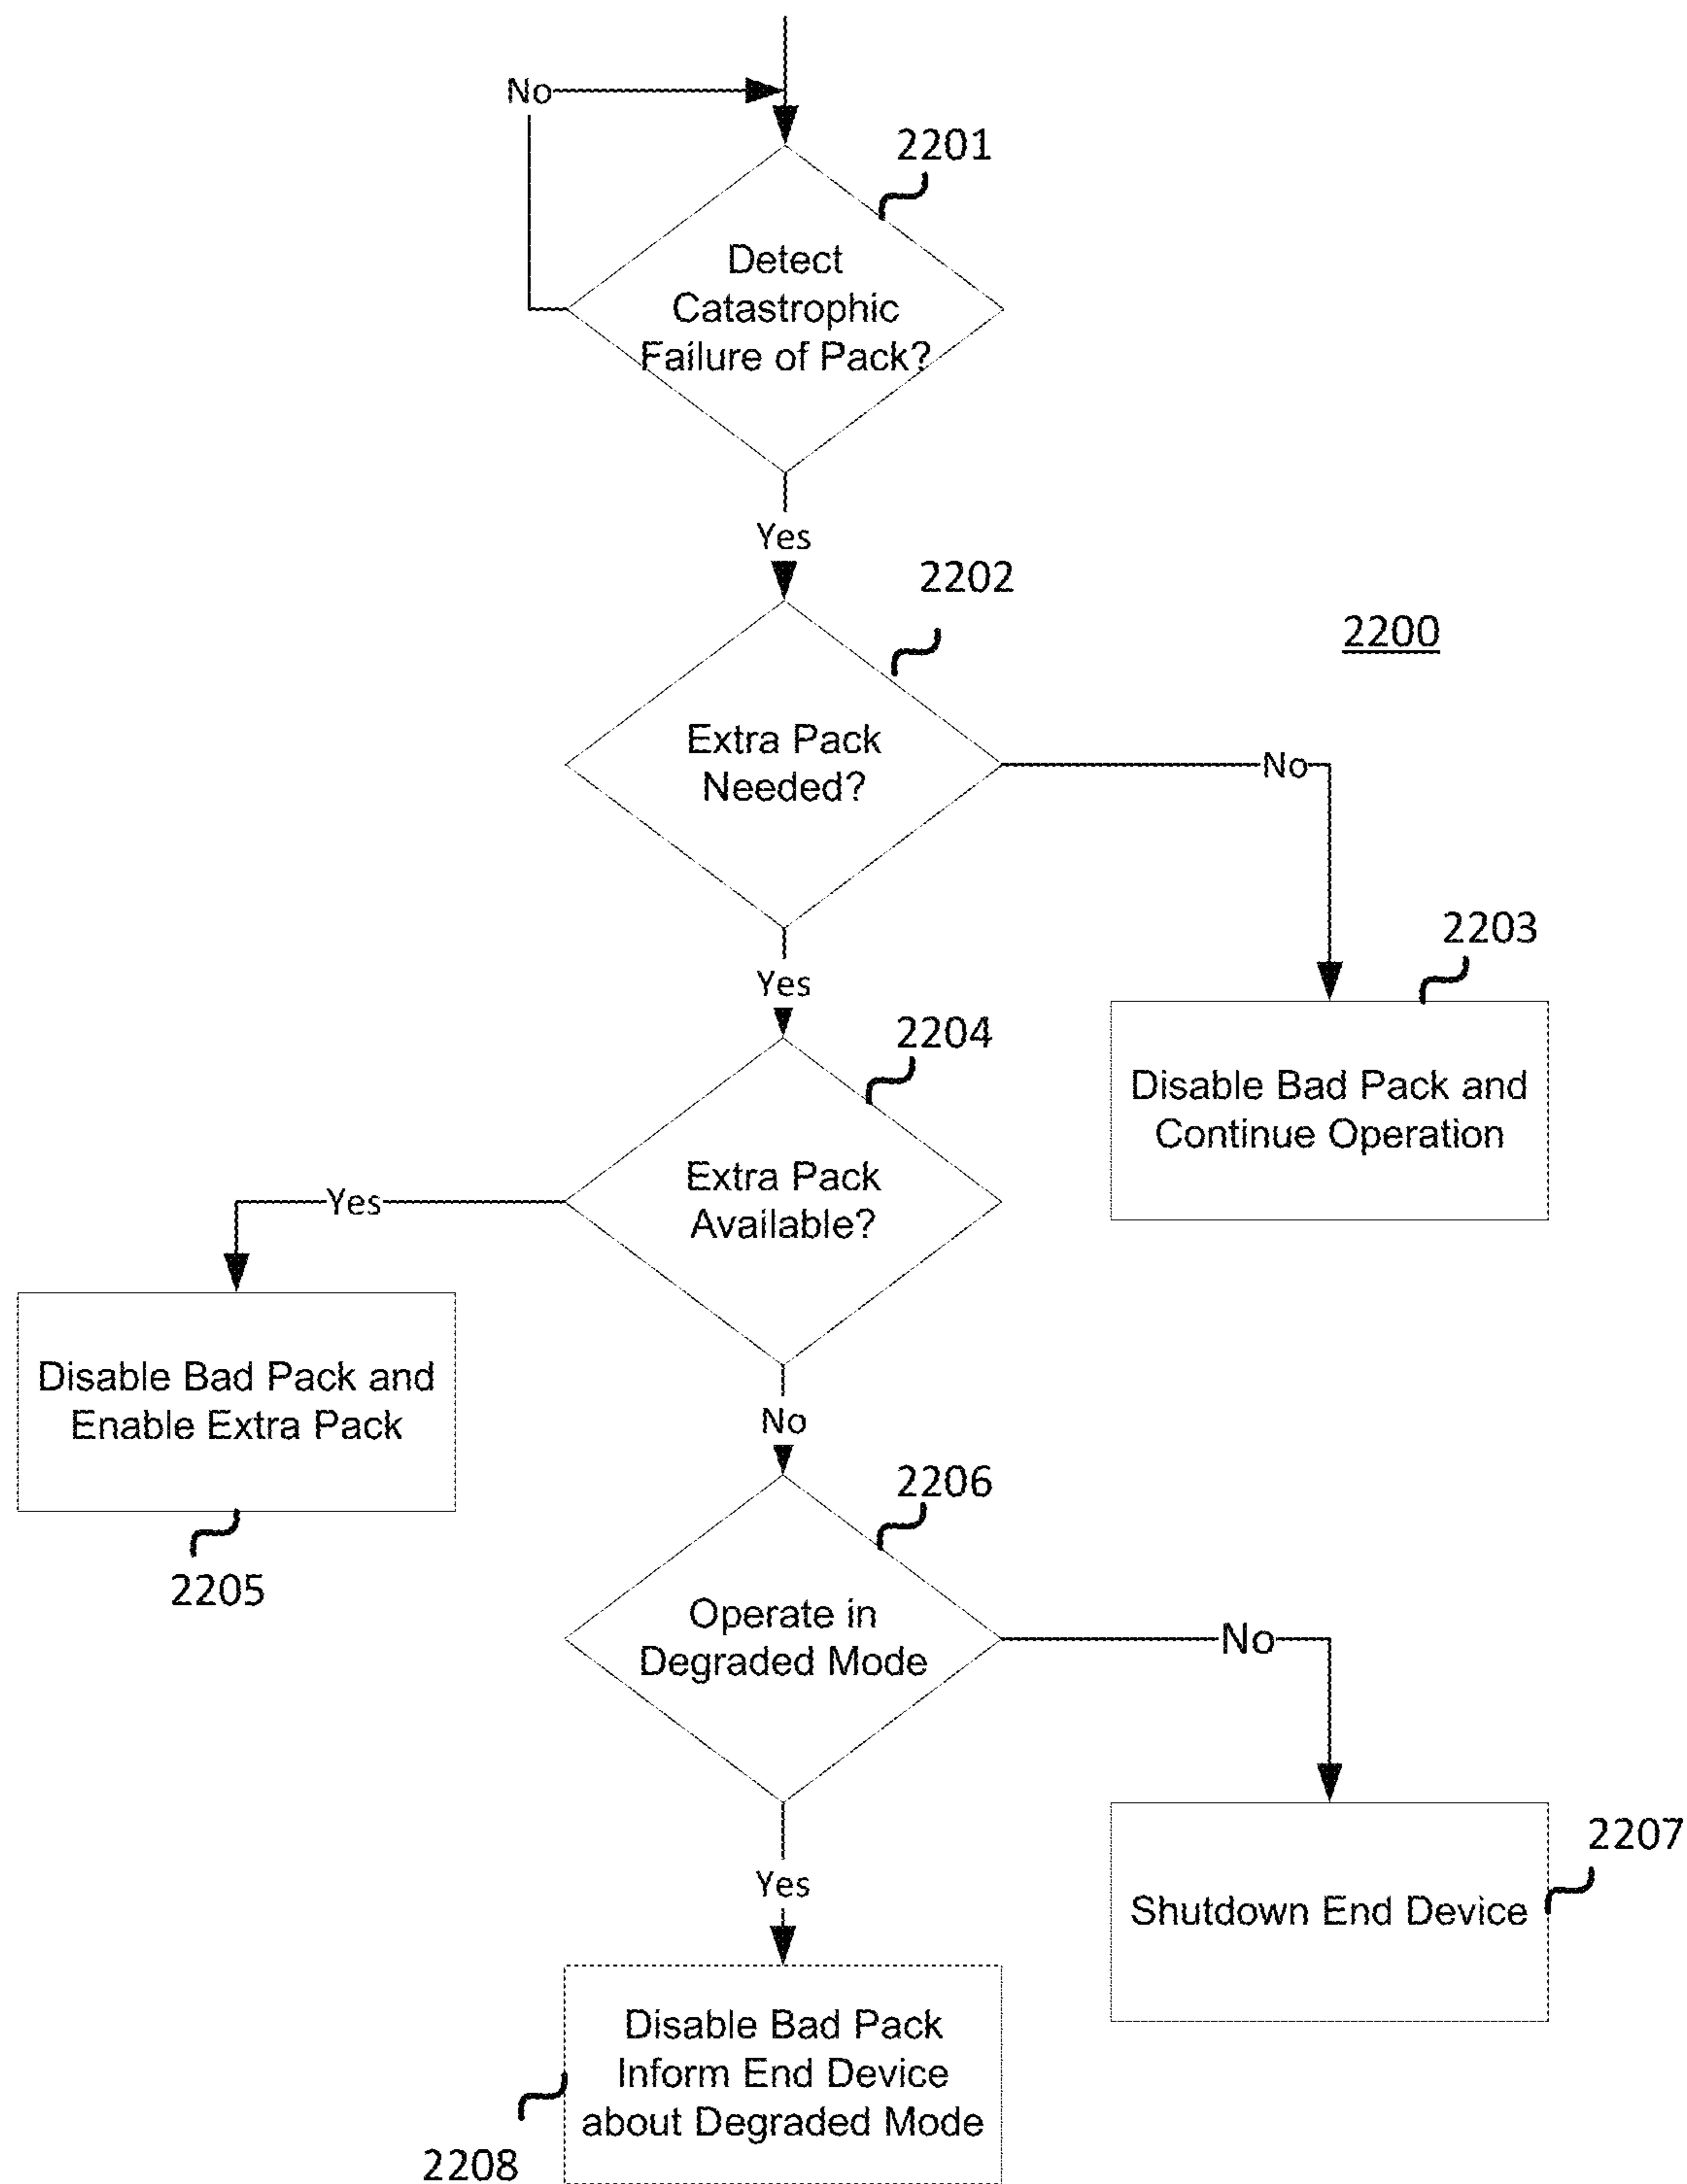 No
2201
Detect
Catastrophic
Failure of Pack?
Yes
2202
2200
Extra Pack
Needed?
No
2203
Yes
2204
Disable Bad Pack and
Continue Operation
Extra Pack
Available?
Yes
Disable Bad Pack and
Enable Extra Pack
No
2206
2205
Operate in
Degraded Mode
No
2207
Yes
Shutdown End Device
Disable Bad Pack
Inform End Device
about Degraded Mode
2208